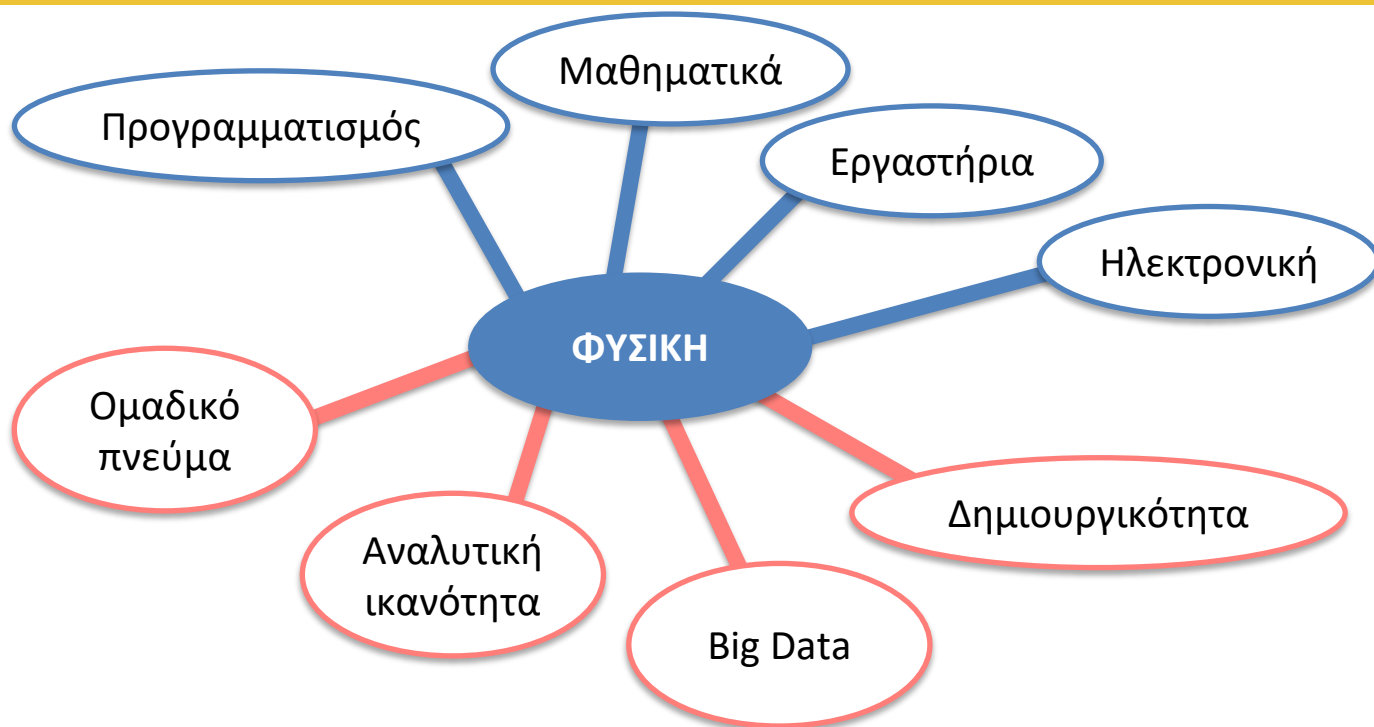 Μαθηματικά
Προγραμματισμός
Εργαστήρια
Ηλεκτρονική
ΦΥΣΙΚΗ
Ομαδικό
πνεύμα
Δημιουργικότητα
Αναλυτική
ικανότητα
Big Data